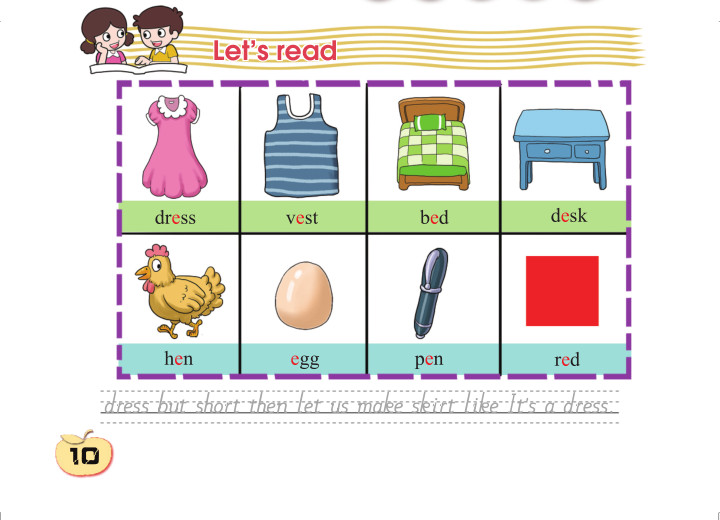 Let's read
dress vest bed desk
hen egg pen red
dress but short then let us make skirt like It's a dress.
10